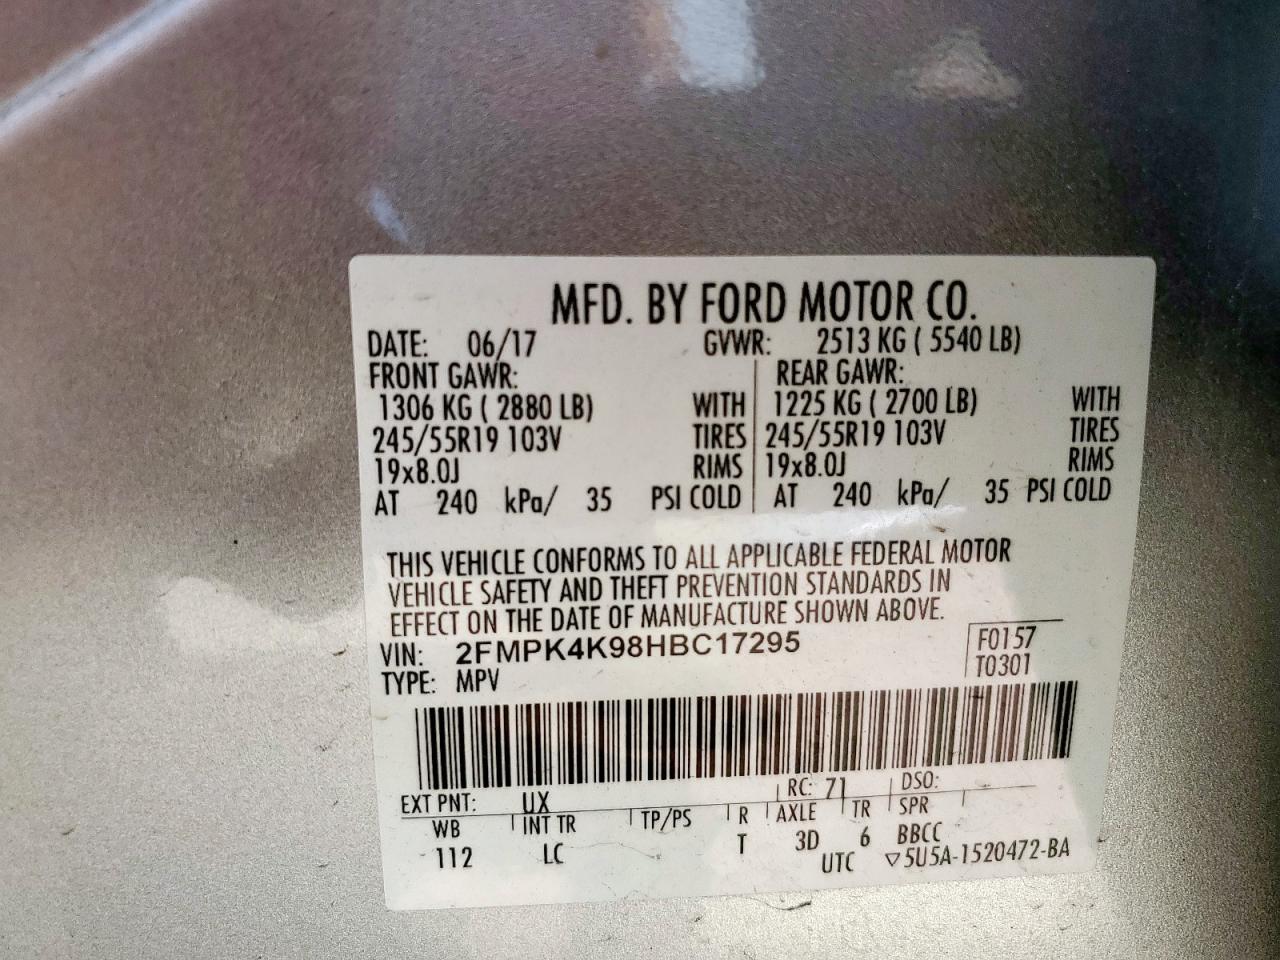 MFD. BY FORD MOTOR CO.
DATE: 06/17 GVWR: 2513 KG ( 5540 LB)
FRONT GAWR: REAR GAWR:
1306 KG ( 2880 LB) WITH 1225 KG ( 2700 LB) WITH
245/55R19 103V TIRES 245/55R19 103V TIRES
19x8.0J RIMS 19x8.0J RIMS
AT 240 kPa/ 35 PSI COLD AT 240 kPa/ 35 PSI COLD
THIS VEHICLE CONFORMS TO ALL APPLICABLE FEDERAL MOTOR
VEHICLE SAFETY AND THEFT PREVENTION STANDARDS IN
EFFECT ON THE DATE OF MANUFACTURE SHOWN ABOVE.
VIN: 2FMPK4K98HBC17295 F0157
TYPE: MPV T0301
EXT PNT: UX RC: 71 DSO:
WB INT TR TP/PS R AXLE TR SPR
112 LC T 3D 6 BBCC
UTC ▽5U5A-1520472-BA